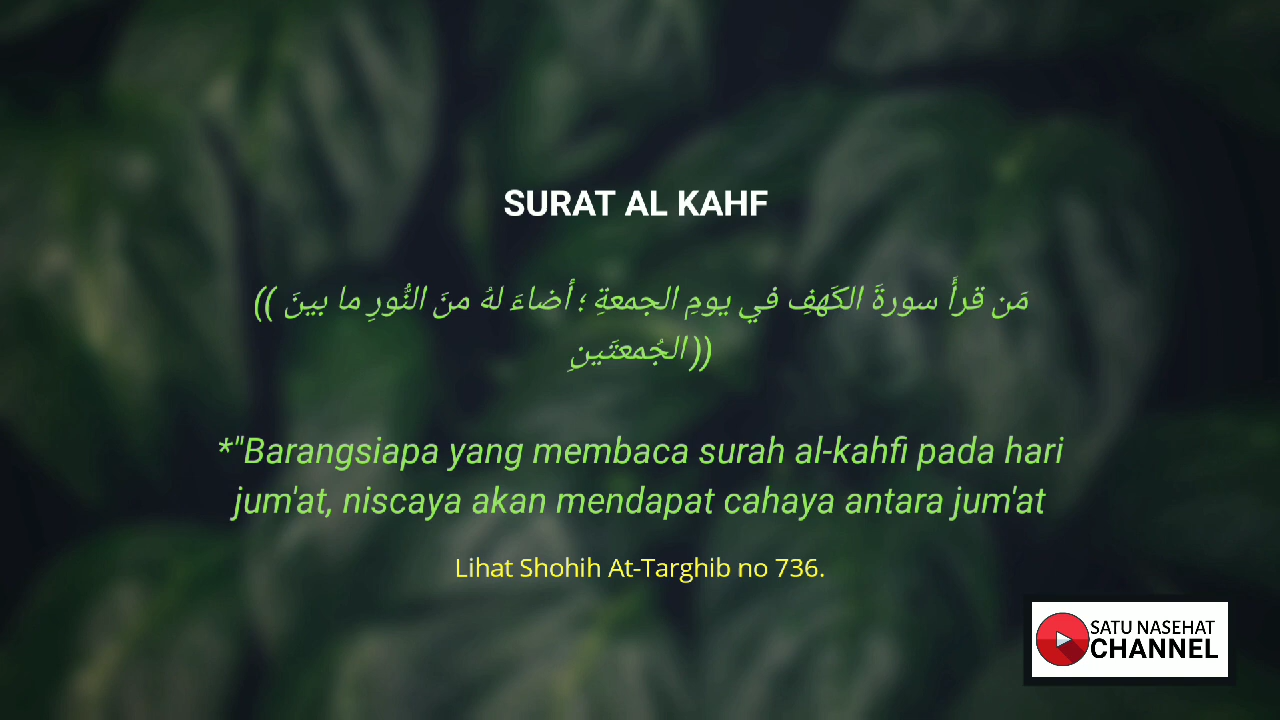 SURAT AL KAHF
(( مَن قرأَ سورةَ الكَهفِ في يومِ الجمعةِ ؛ أضاءَ لهُ منَ النُّورِ ما بينَ
الجُمعتَينِ ))
*"Barangsiapa yang membaca surah al-kahfi pada hari
jum'at, niscaya akan mendapat cahaya antara jum'at
Lihat Shohih At-Targhib no 736.
SATU NASEHAT
CHANNEL